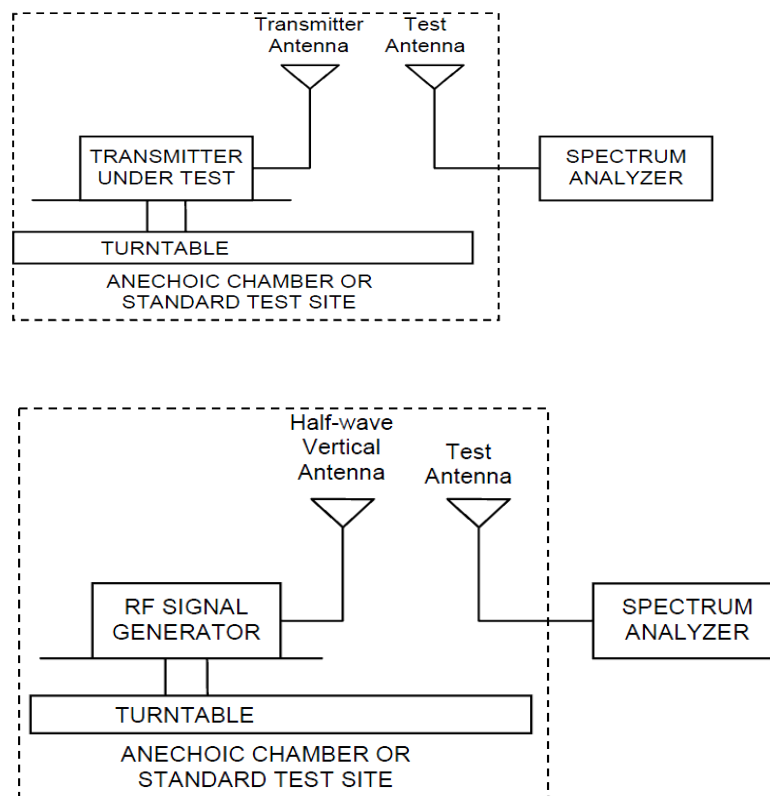 Transmitter
Antenna
Test
Antenna
TRANSMITTER
UNDER TEST
SPECTRUM
ANALYZER
TURNTABLE
ANECHOIC CHAMBER OR
STANDARD TEST SITE
Half-wave
Vertical
Antenna
Test
Antenna
RF SIGNAL
GENERATOR
SPECTRUM
ANALYZER
TURNTABLE
ANECHOIC CHAMBER OR
STANDARD TEST SITE